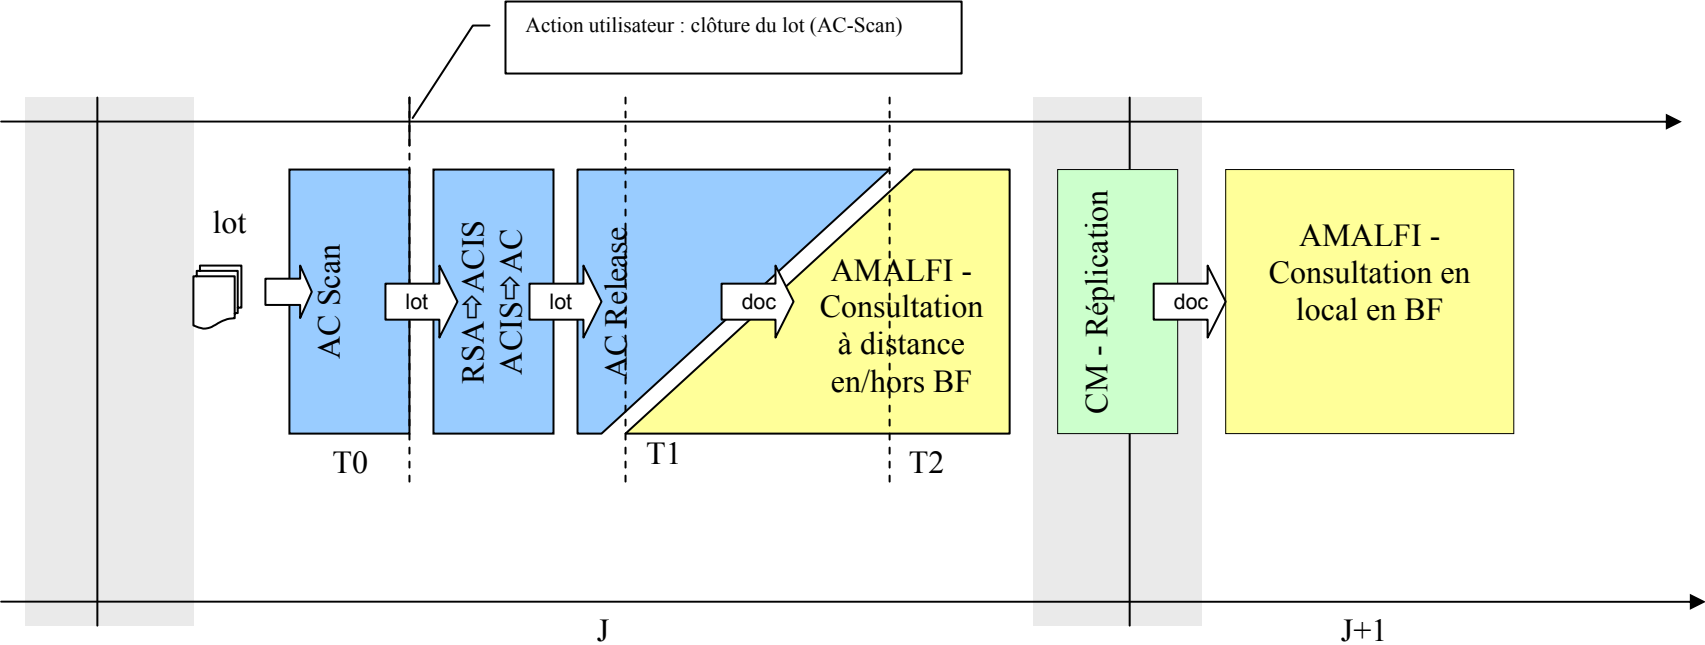 Action utilisateur : clôture du lot (AC-Scan)
lot
AC Scan
lot
RSA⇨ACIS
ACIS⇨AC
lot
AC Release
doc
AMALFI -
Consultation
à distance
en/hors BF
CM - Réplication
doc
AMALFI -
Consultation en
local en BF
T0
T1
T2
J
J+1